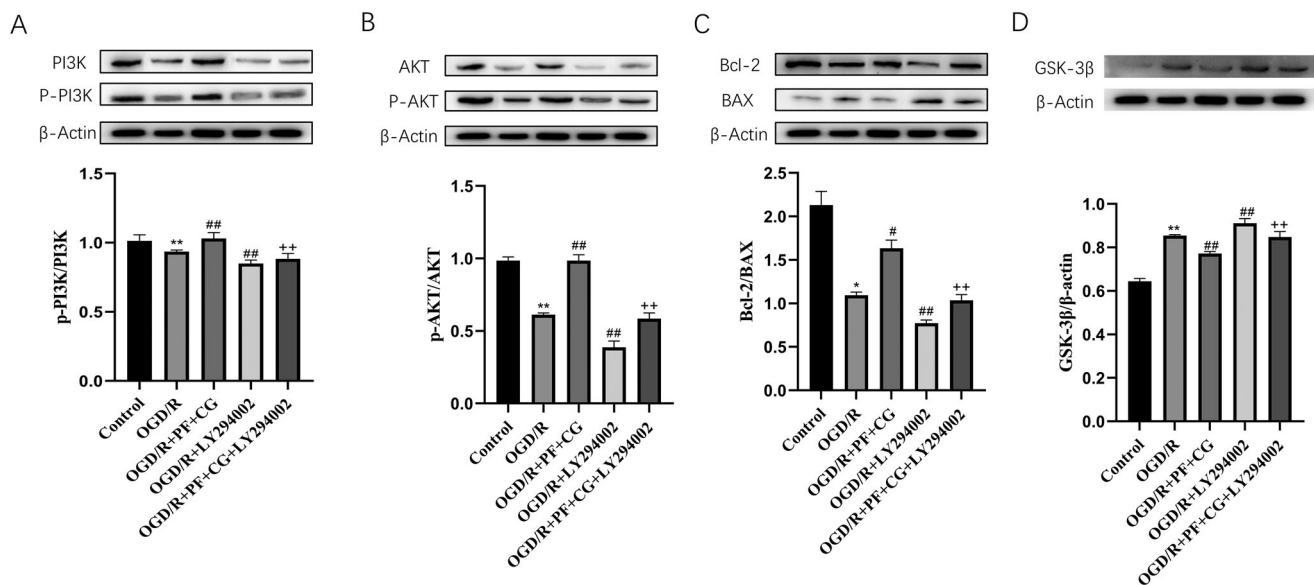 A
PI3K
P-PI3K
β-Actin
p-PI3K/PI3K
1.5
1.0
0.5
0.0
**
##
##
++
Control
OGD/R
OGD/R+PF+CG
OGD/R+LY294002
OGD/R+PF+CG+LY294002
B
AKT
P-AKT
β-Actin
p-AKT/AKT
1.5
1.0
0.5
0.0
**
##
##
++
Control
OGD/R
OGD/R+PF+CG
OGD/R+LY294002
OGD/R+PF+CG+LY294002
C
Bcl-2
BAX
β-Actin
Bcl-2/BAX
2.5
2.0
1.5
1.0
0.5
0.0
*
#
##
++
Control
OGD/R
OGD/R+PF+CG
OGD/R+LY294002
OGD/R+PF+CG+LY294002
D
GSK-3β
β-Actin
GSK-3β/β-actin
1.0
0.8
0.6
0.4
0.2
0.0
**
##
##
++
Control
OGD/R
OGD/R+PF+CG
OGD/R+LY294002
OGD/R+PF+CG+LY294002